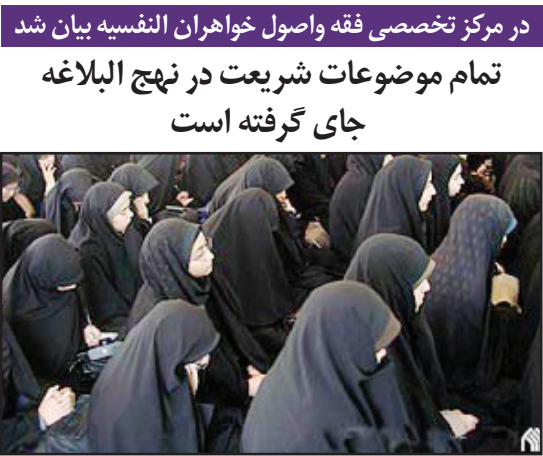 در مرکز تخصصی فقه واصول خواهران النفسیه بیان شد
تمام موضوعات شریعت در نهج البلاغه
جای گرفته است